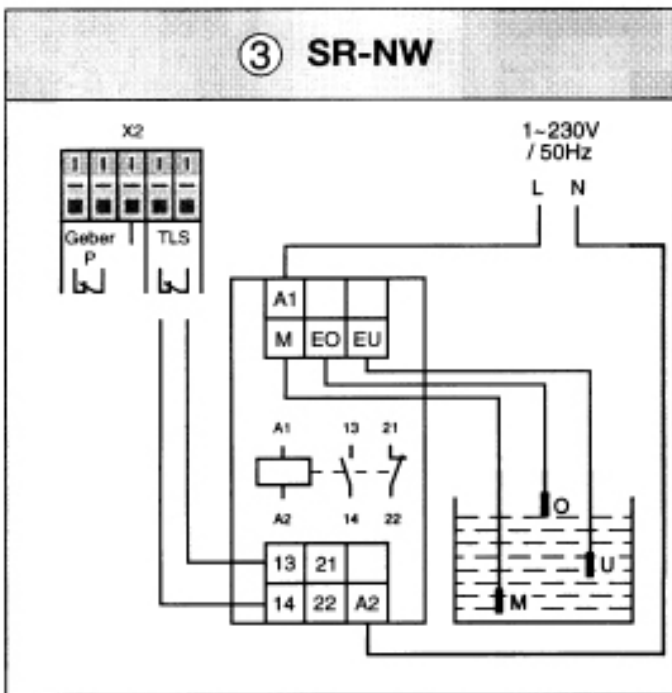 ③ SR-NW
X2
1~230V
/ 50Hz
L N
Geber
P
TLS
A1
M EO EU
A1 13 21
A2 14 22
O
U
M
13 21
14 22 A2